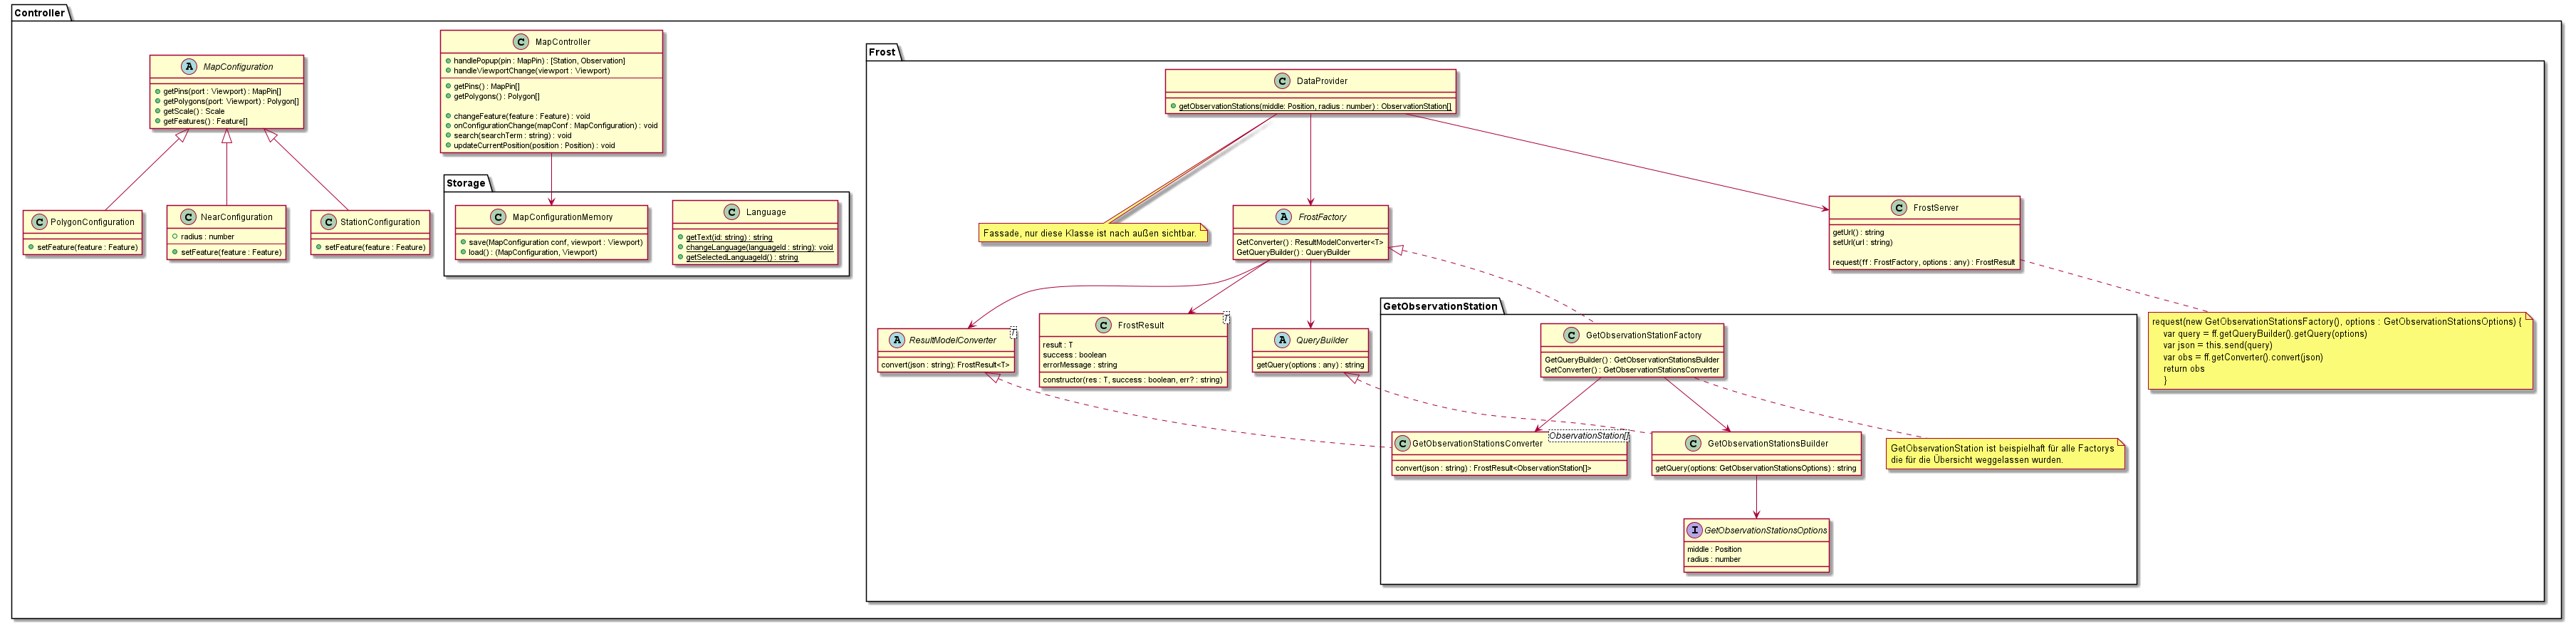 Controller
A MapConfiguration
getPins(port : Viewport) : MapPin[]
getPolygons(port: Viewport) : Polygon[]
getScale() : Scale
getFeatures() : Feature[]
C PolygonConfiguration
setFeature(feature : Feature)
C NearConfiguration
radius : number
setFeature(feature : Feature)
C StationConfiguration
setFeature(feature : Feature)
C MapController
handlePopup(pin : MapPin) : [Station, Observation]
handleViewportChange(viewport : Viewport)
getPins() : MapPin[]
getPolygons() : Polygon[]
changeFeature(feature : Feature) : void
onConfigurationChange(mapConf : MapConfiguration) : void
search(searchTerm : string) : void
updateCurrentPosition(position : Position) : void
Storage
C MapConfigurationMemory
save(MapConfiguration conf, viewport : Viewport)
load() : (MapConfiguration, Viewport)
C Language
getText(id: string) : string
changeLanguage(languageId : string): void
getSelectedLanguageId() : string
Frost
C DataProvider
getObservationStations(middle: Position, radius : number) : ObservationStation[]
Fassade, nur diese Klasse ist nach außen sichtbar.
A FrostFactory
GetConverter() : ResultModelConverter<T>
GetQueryBuilder() : QueryBuilder
C FrostServer
getUrl() : string
setUrl(url : string)
request(ff : FrostFactory, options : any) : FrostResult
request(new GetObservationStationsFactory(), options : GetObservationStationsOptions) {
var query = ff.getQueryBuilder().getQuery(options)
var json = this.send(query)
var obs = ff.getConverter().convert(json)
return obs
}
A ResultModelConverter
T
convert(json : string): FrostResult<T>
C FrostResult
T
result : T
success : boolean
errorMessage : string
constructor(res : T, success : boolean, err? : string)
A QueryBuilder
getQuery(options : any) : string
GetObservationStation
C GetObservationStationFactory
GetQueryBuilder() : GetObservationStationsBuilder
GetConverter() : GetObservationStationsConverter
C GetObservationStationsConverter
ObservationStation[]
convert(json : string) : FrostResult<ObservationStation[]>
C GetObservationStationsBuilder
getQuery(options: GetObservationStationsOptions) : string
GetObservationStation ist beispielhaft für alle Factorys
die für die Übersicht weggelassen wurden.
I GetObservationStationsOptions
middle : Position
radius : number